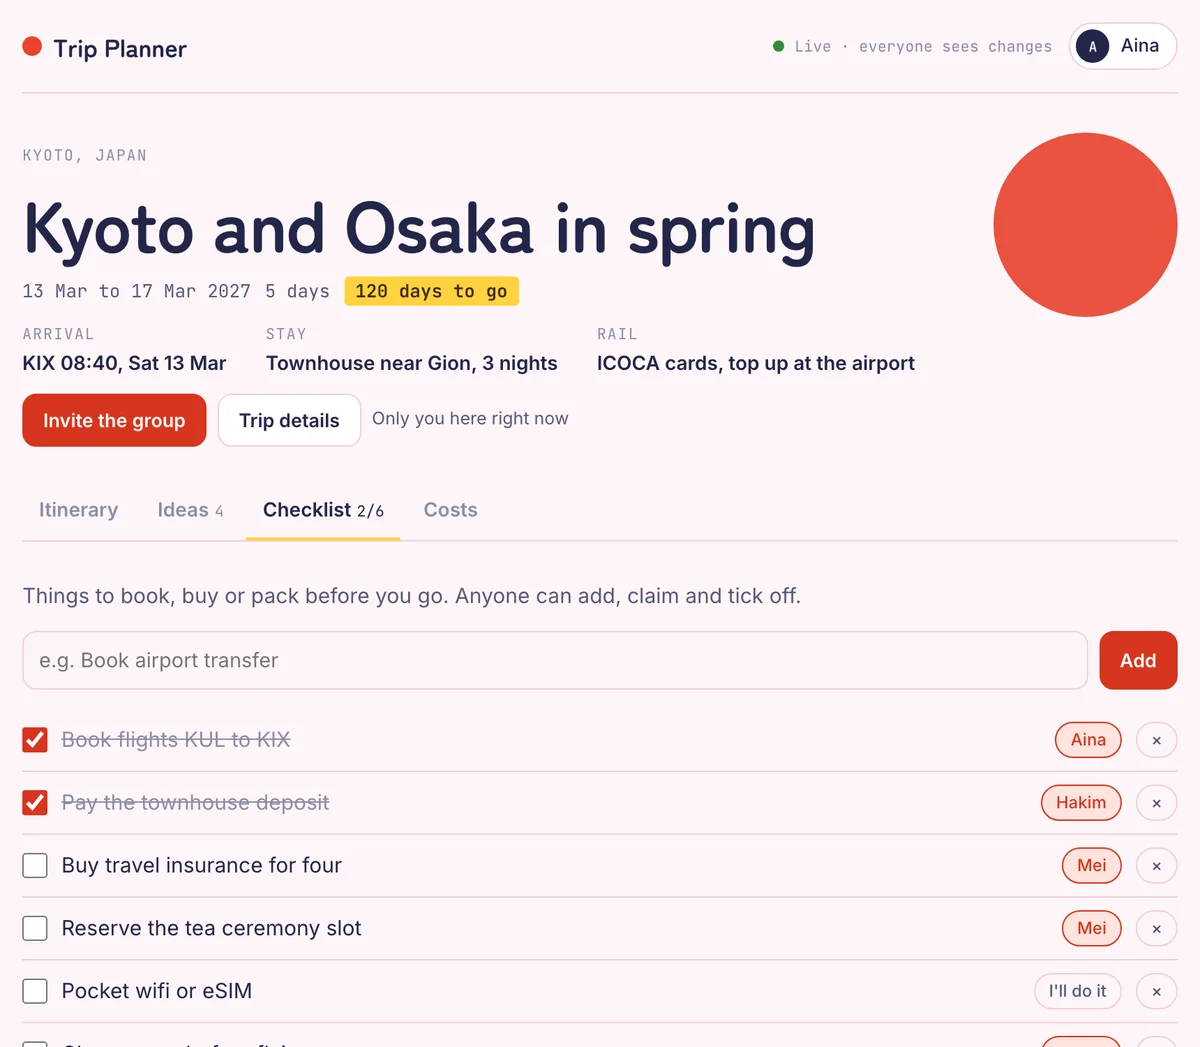 Trip Planner
Live · everyone sees changes
A Aina
KYOTO, JAPAN
Kyoto and Osaka in spring
13 Mar to 17 Mar 2027 5 days 120 days to go
ARRIVAL STAY RAIL
KIX 08:40, Sat 13 Mar Townhouse near Gion, 3 nights ICOCA cards, top up at the airport
Invite the group Trip details Only you here right now
Itinerary Ideas 4 Checklist 2/6 Costs
Things to book, buy or pack before you go. Anyone can add, claim and tick off.
e.g. Book airport transfer Add
Book flights KUL to KIX Aina ×
Pay the townhouse deposit Hakim ×
Buy travel insurance for four Mei ×
Reserve the tea ceremony slot Mei ×
Pocket wifi or eSIM I'll do it ×